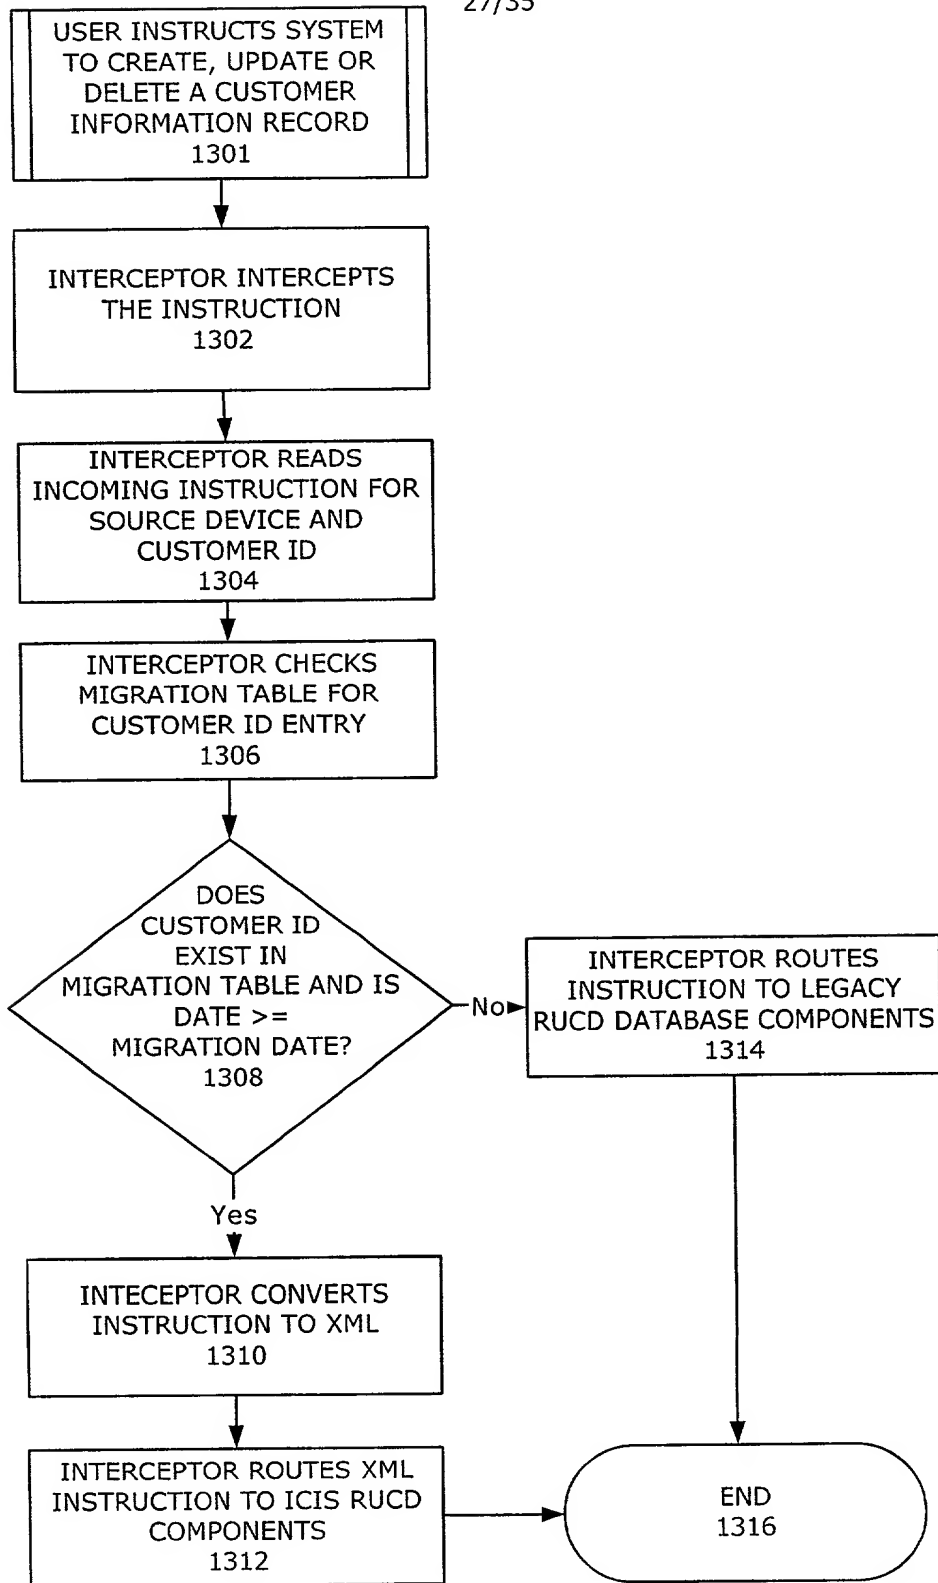 27/35
USER INSTRUCTS SYSTEM
TO CREATE, UPDATE OR
DELETE A CUSTOMER
INFORMATION RECORD
1301
INTERCEPTOR INTERCEPTS
THE INSTRUCTION
1302
INTERCEPTOR READS
INCOMING INSTRUCTION FOR
SOURCE DEVICE AND
CUSTOMER ID
1304
INTERCEPTOR CHECKS
MIGRATION TABLE FOR
CUSTOMER ID ENTRY
1306
DOES
CUSTOMER ID
EXIST IN
MIGRATION TABLE AND IS
DATE >=
MIGRATION DATE?
1308
No
INTERCEPTOR ROUTES
INSTRUCTION TO LEGACY
RUCD DATABASE COMPONENTS
1314
Yes
INTECEPTOR CONVERTS
INSTRUCTION TO XML
1310
INTERCEPTOR ROUTES XML
INSTRUCTION TO ICIS RUCD
COMPONENTS
1312
END
1316